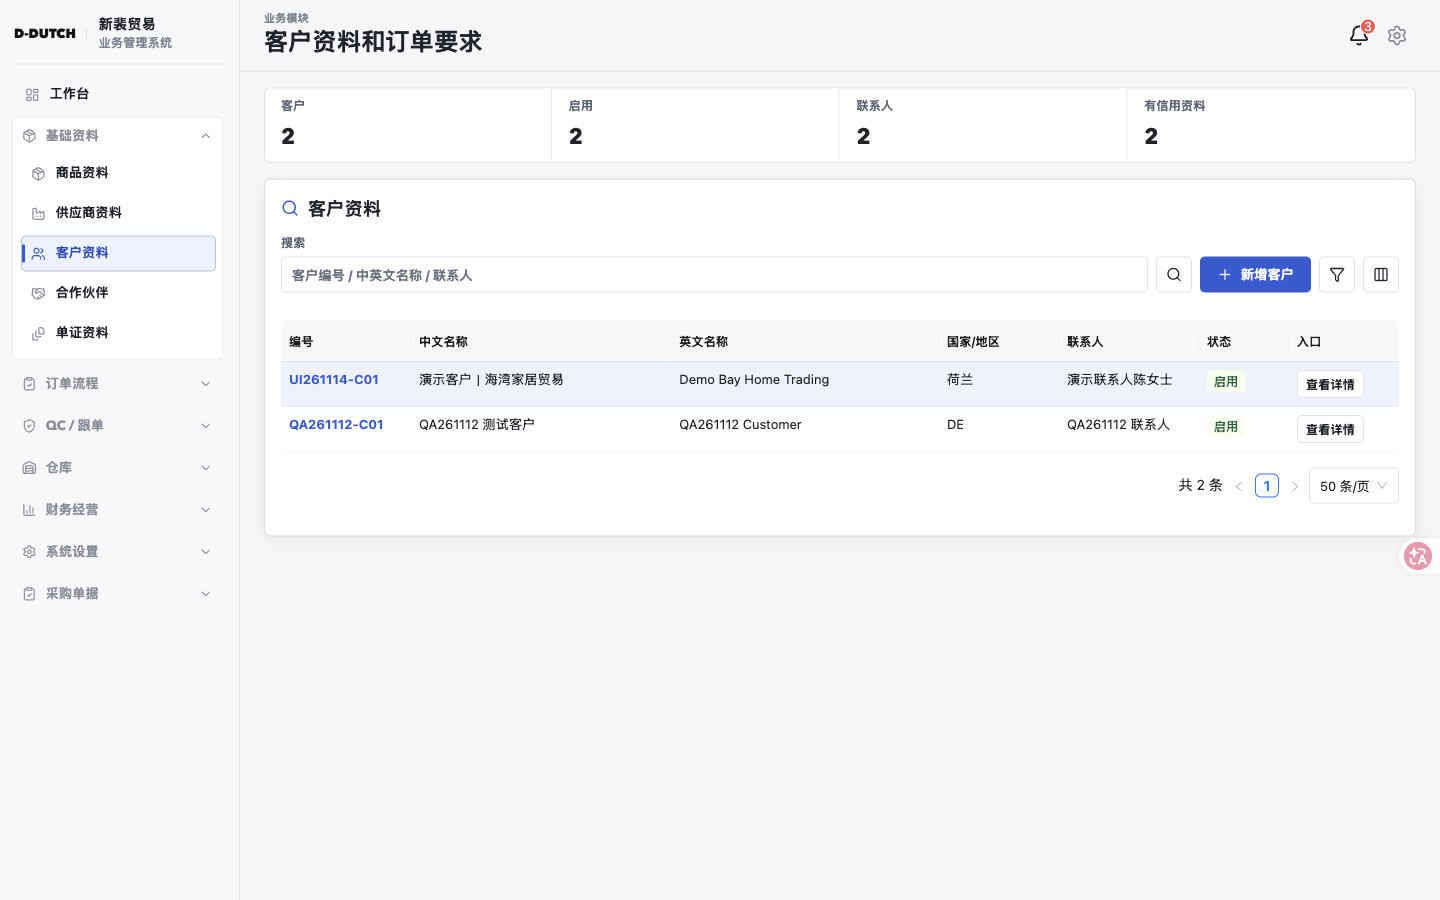 D-DUTCH
新裴贸易
业务管理系统
工作台
基础资料
商品资料
供应商资料
客户资料
合作伙伴
单证资料
订单流程
QC / 跟单
仓库
财务经营
系统设置
采购单据
业务模块
客户资料和订单要求
3
客户
2
启用
2
联系人
2
有信用资料
2
客户资料
搜索
客户编号 / 中英文名称 / 联系人
新增客户
编号 中文名称 英文名称 国家/地区 联系人 状态 入口
UI261114-C01 演示客户 | 海湾家居贸易 Demo Bay Home Trading 荷兰 演示联系人陈女士 启用 查看详情
QA261112-C01 QA261112 测试客户 QA261112 Customer DE QA261112 联系人 启用 查看详情
共 2 条 1 50 条/页